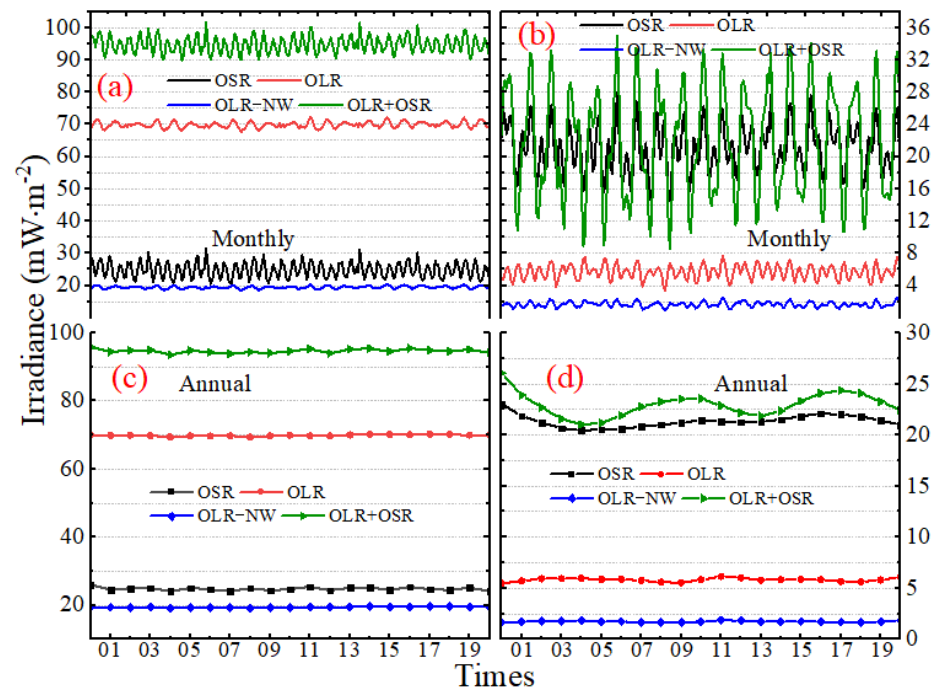 100 (a) OSR OLR
OLR−NW OLR+OSR
90
80
70
60
50
40
30
20
Monthly
(b) OSR OLR
OLR−NW OLR+OSR
36
32
28
24
20
16
12
8
4
0
Monthly
Irradiance (mW·m-2)
100
80
60
40
20
(c) Annual
OSR OLR
OLR−NW OLR+OSR
01 03 05 07 09 11 13 15 17 19
(d) Annual
OSR OLR
OLR−NW OLR+OSR
30
25
20
15
10
5
0
01 03 05 07 09 11 13 15 17 19
Times